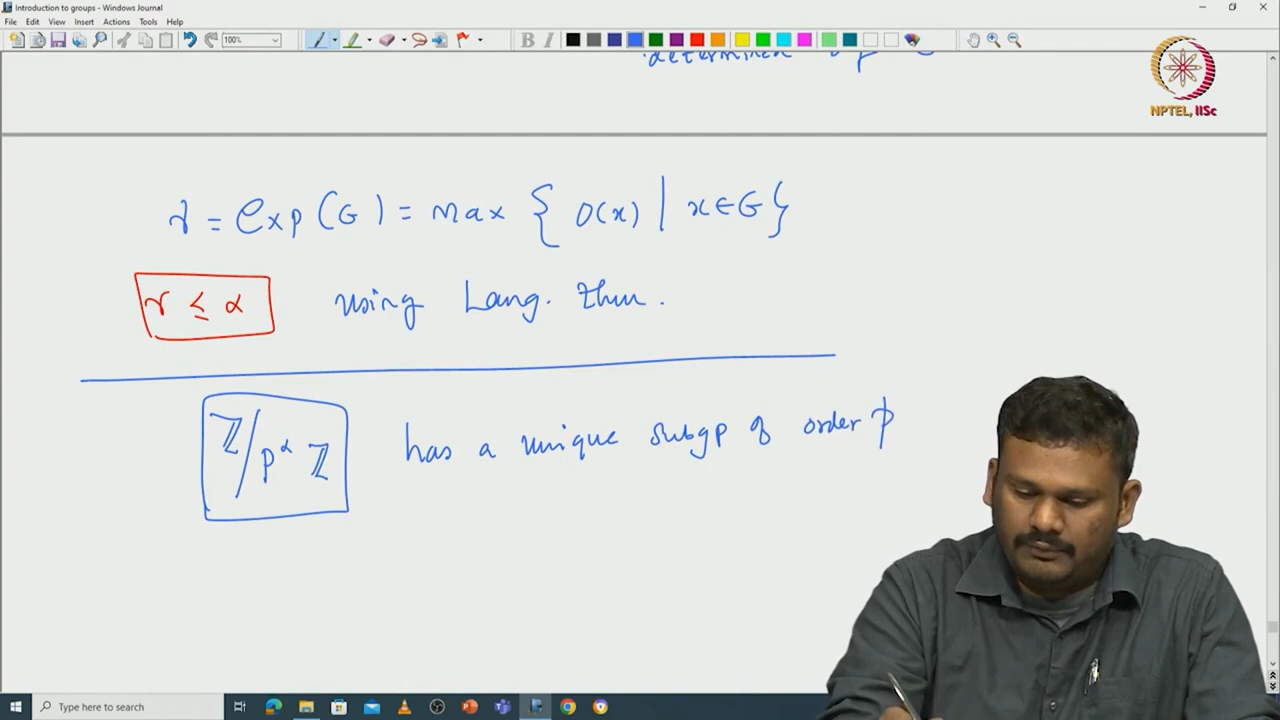 Introduction to groups - Windows Journal
File Edit View Insert Actions Tools Help
100%
determined
NPTEL, IISc
r = exp(G) = max { o(x) | x ∈ G }
r ≤ α using Lang. thm.
ℤ/p^α ℤ has a unique subgp of order p
Type here to search